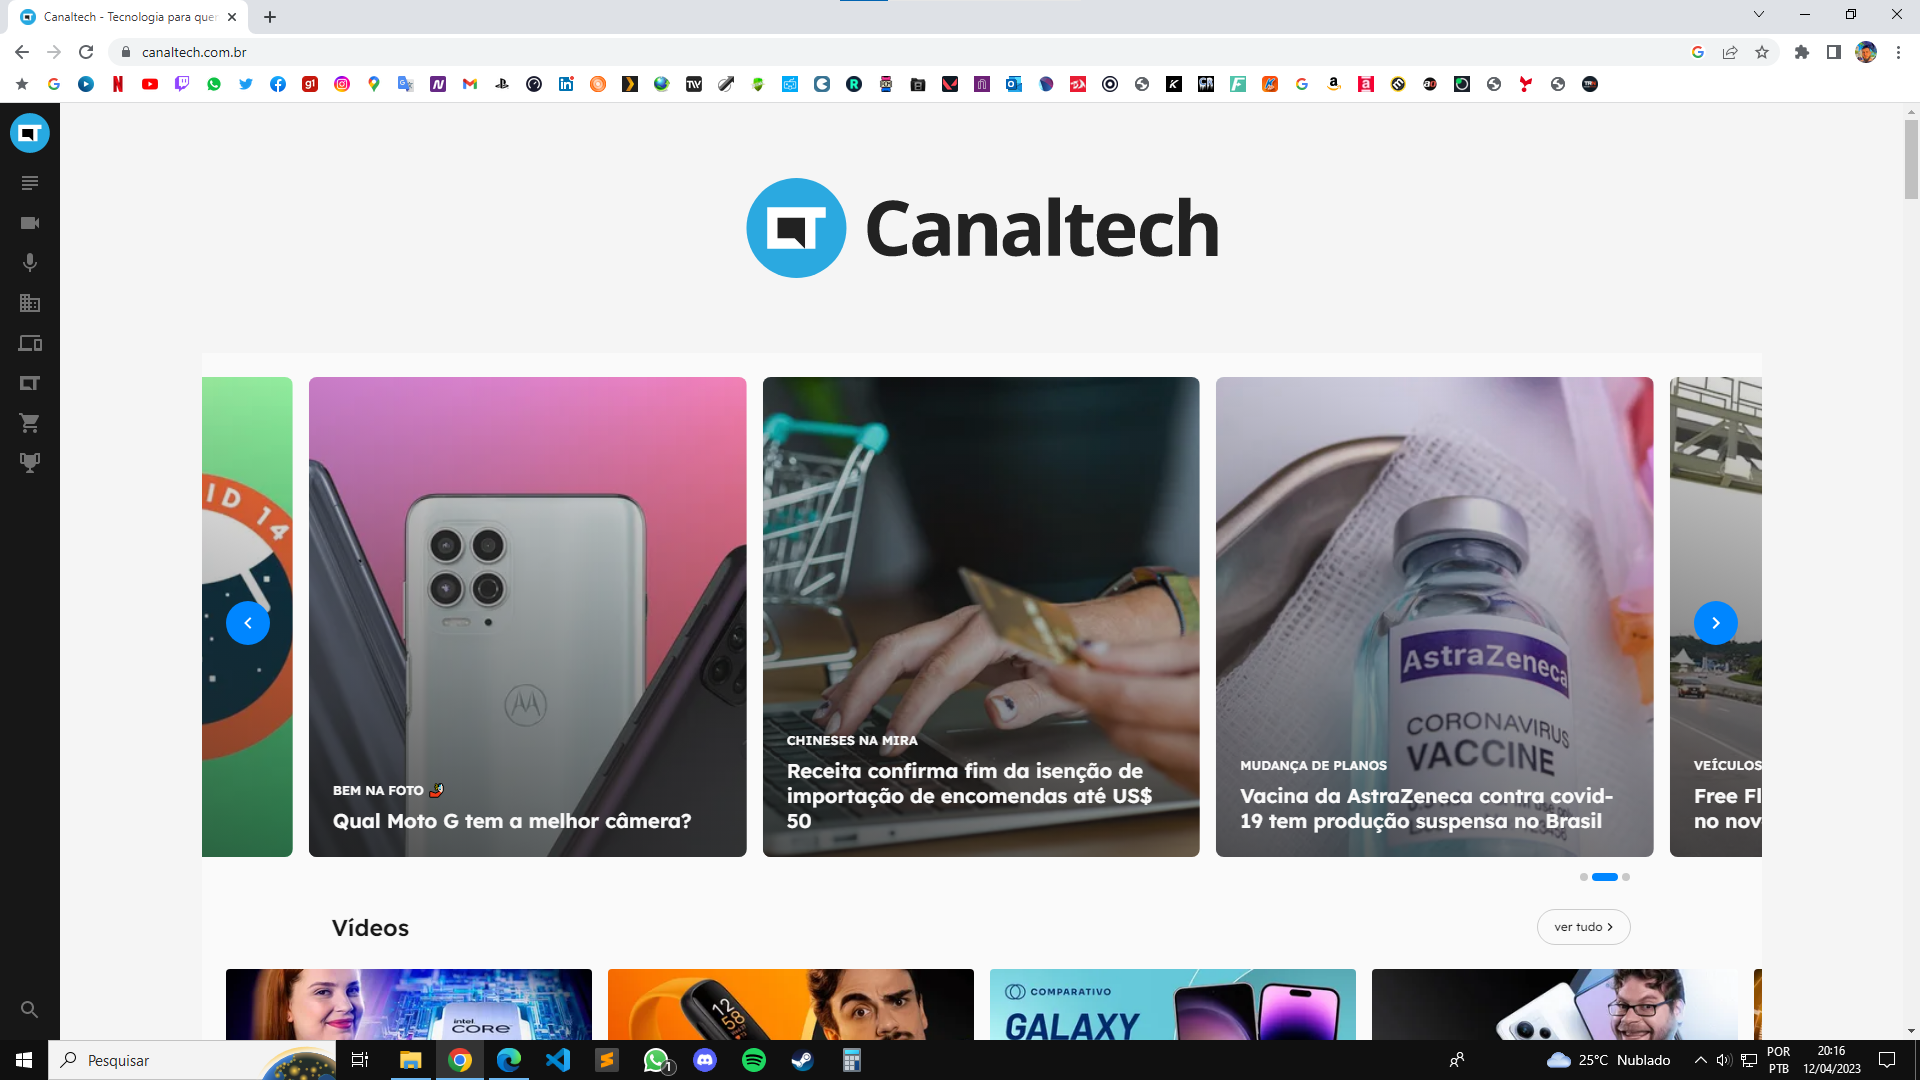 Canaltech - Tecnologia para que
canaltech.com.br
Canaltech
ID 14
BEM NA FOTO
Qual Moto G tem a melhor câmera?
CHINESES NA MIRA
Receita confirma fim da isenção de
importação de encomendas até US$
50
AstraZeneca
CORONAVIRUS
VACCINE
MUDANÇA DE PLANOS
Vacina da AstraZeneca contra covid-
19 tem produção suspensa no Brasil
VEÍCULOS
Free Fl
no nov
Vídeos
ver tudo
intel.
CORE
12
58
COMPARATIVO
GALAXY
Pesquisar
1
25°C Nublado
POR
PTB
20:16
12/04/2023